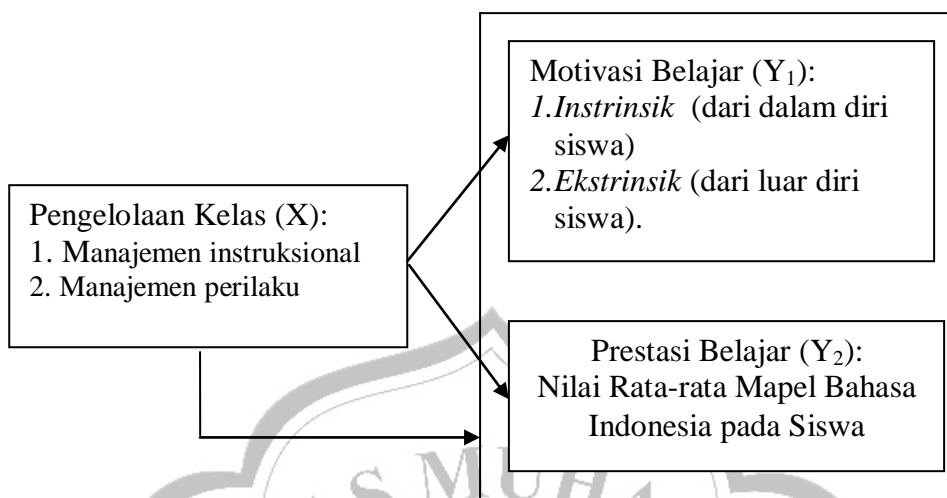 Motivasi Belajar (Y₁):
1.Instrinsik (dari dalam diri
siswa)
2.Ekstrinsik (dari luar diri
siswa).
Pengelolaan Kelas (X):
1. Manajemen instruksional
2. Manajemen perilaku
Prestasi Belajar (Y₂):
Nilai Rata-rata Mapel Bahasa
Indonesia pada Siswa